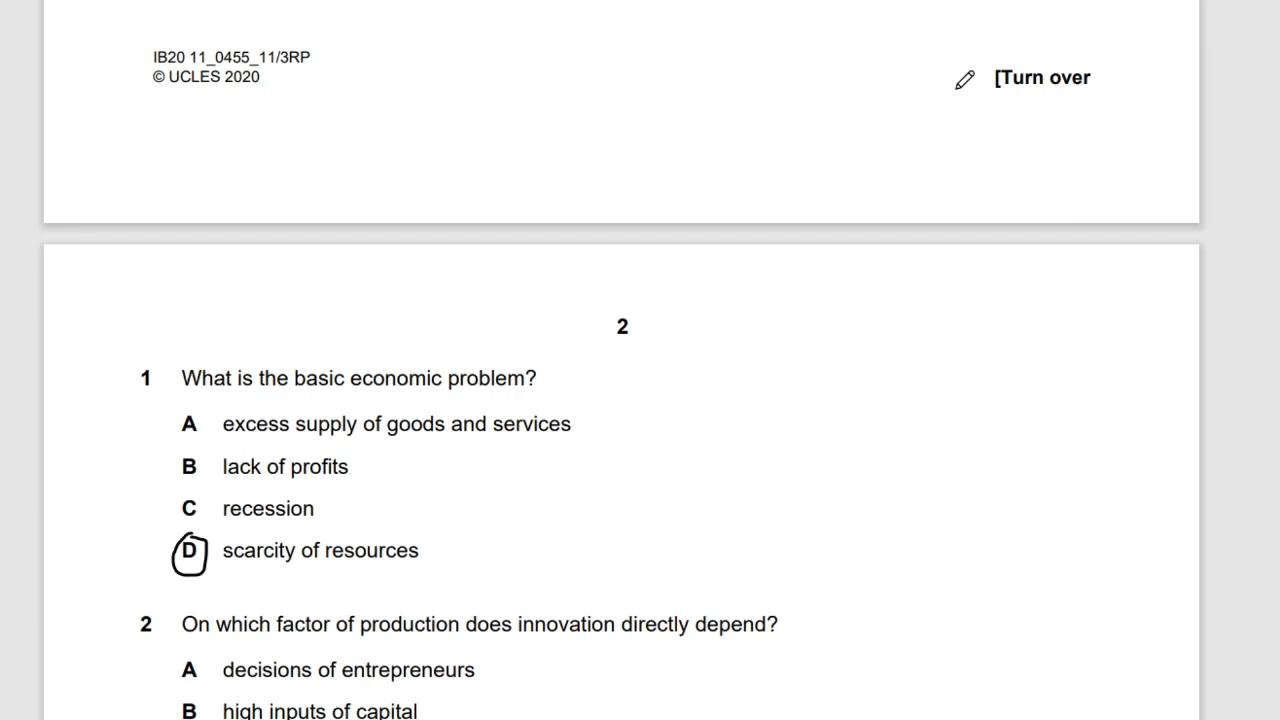 IB20 11_0455_11/3RP
© UCLES 2020
[Turn over
2
1 What is the basic economic problem?
A excess supply of goods and services
B lack of profits
C recession
D scarcity of resources
2 On which factor of production does innovation directly depend?
A decisions of entrepreneurs
B high inputs of capital